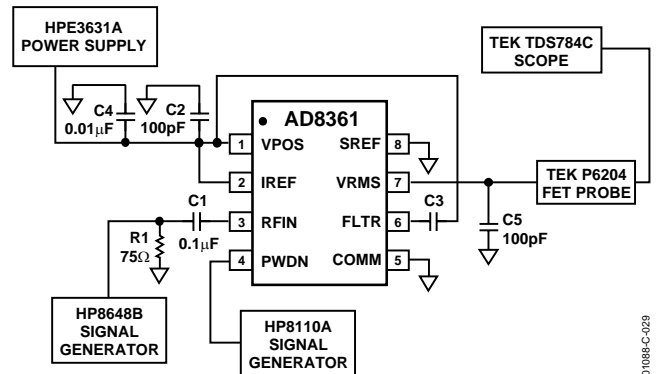 HPE3631A
POWER SUPPLY
TEK TDS784C
SCOPE
C4
0.01μF
C2
100pF
AD8361
1 VPOS SREF 8
2 IREF VRMS 7
3 RFIN FLTR 6
4 PWDN COMM 5
TEK P6204
FET PROBE
C1
0.1μF
C3
C5
100pF
R1
75Ω
HP8648B
SIGNAL
GENERATOR
HP8110A
SIGNAL
GENERATOR
01088-C-029